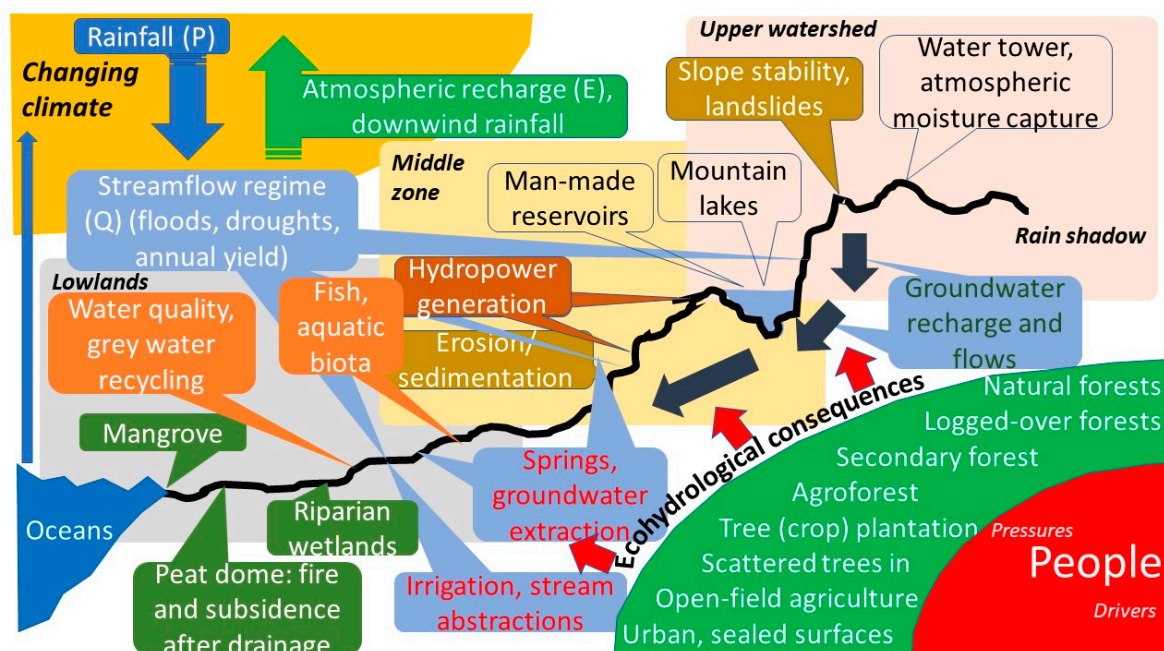 Rainfall (P)
Changing
climate
Atmospheric recharge (E),
downwind rainfall
Upper watershed
Slope stability,
landslides
Water tower,
atmospheric
moisture capture
Middle
zone
Man-made
reservoirs
Mountain
lakes
Rain shadow
Streamflow regime
(Q) (floods, droughts,
annual yield)
Lowlands
Water quality,
grey water
recycling
Fish,
aquatic
biota
Hydropower
generation
Erosion/
sedimentation
Groundwater
recharge and
flows
Mangrove
Oceans
Riparian
wetlands
Peat dome: fire
and subsidence
after drainage
Springs,
groundwater
extraction
Irrigation, stream
abstractions
Ecohydrological consequences
Natural forests
Logged-over forests
Secondary forest
Agroforest
Tree (crop) plantation
Scattered trees in
Open-field agriculture
Urban, sealed surfaces
Pressures
People
Drivers